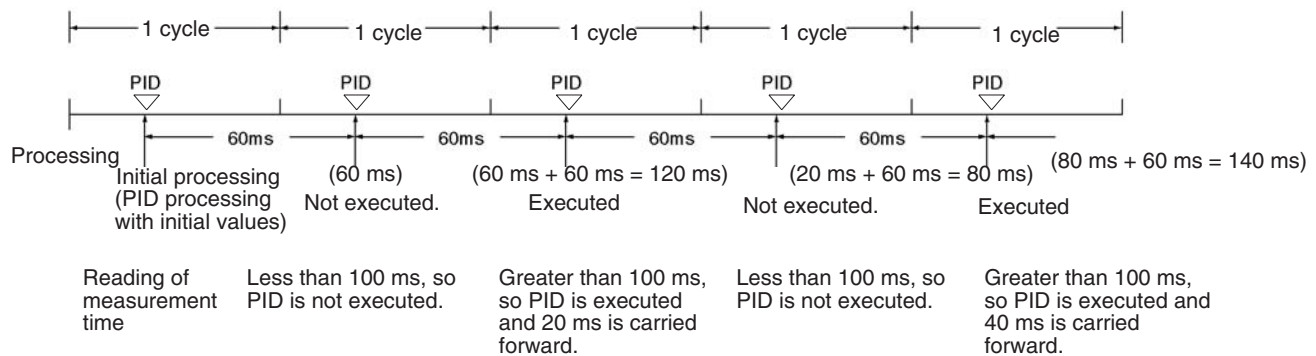 1 cycle 1 cycle 1 cycle 1 cycle 1 cycle
PID PID PID PID PID
60ms 60ms 60ms 60ms
Processing
Initial processing
(PID processing
with initial values)
(60 ms)
Not executed.
(60 ms + 60 ms = 120 ms)
Executed
(20 ms + 60 ms = 80 ms)
Not executed.
(80 ms + 60 ms = 140 ms)
Executed
Reading of
measurement
time
Less than 100 ms, so
PID is not executed.
Greater than 100 ms,
so PID is executed
and 20 ms is carried
forward.
Less than 100 ms, so
PID is not executed.
Greater than 100 ms,
so PID is executed and
40 ms is carried
forward.